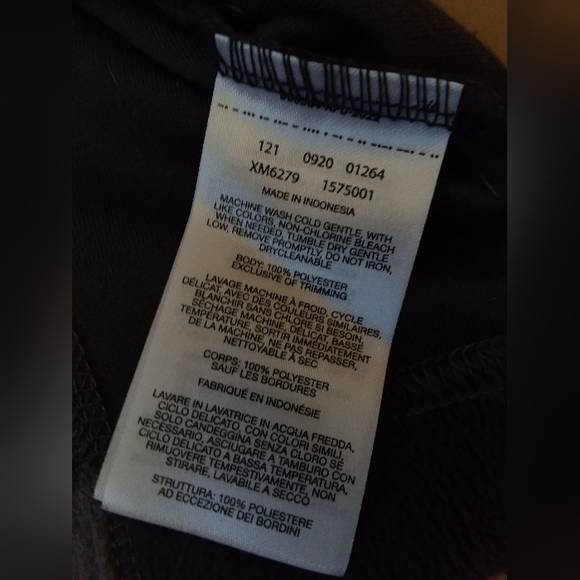 121 0920 01264
XM6279 1575001
MADE IN INDONESIA
MACHINE WASH COLD GENTLE, WITH
LIKE COLORS, NON-CHLORINE BLEACH
WHEN NEEDED, TUMBLE DRY GENTLE
LOW, REMOVE PROMPTLY, DO NOT IRON,
DRYCLEANABLE
BODY: 100% POLYESTER
EXCLUSIVE OF TRIMMING
LAVAGE MACHINE À FROID, CYCLE
DÉLICAT, AVEC DES COULEURS SIMILAIRES,
BLANCHIR SANS CHLORE SI BESOIN,
SÉCHAGE MACHINE, DÉLICAT, BASSE
TEMPÉRATURE, SORTIR IMMÉDIATEMENT
DE LA MACHINE, NE PAS REPASSER,
NETTOYABLE À SEC
CORPS: 100% POLYESTER
SAUF LES BORDURES
FABRIQUÉ EN INDONÉSIE
LAVARE IN LAVATRICE IN ACQUA FREDDA,
CICLO DELICATO, CON COLORI SIMILI,
SOLO CANDEGGINA SENZA CLORO SE
NECESSARIO, ASCIUGARE A TAMBURO CON
CICLO DELICATO A BASSA TEMPERATURA,
RIMUOVERE TEMPESTIVAMENTE, NON
STIRARE, LAVABILE A SECCO
STRUTTURA: 100% POLIESTERE
AD ECCEZIONE DEI BORDINI